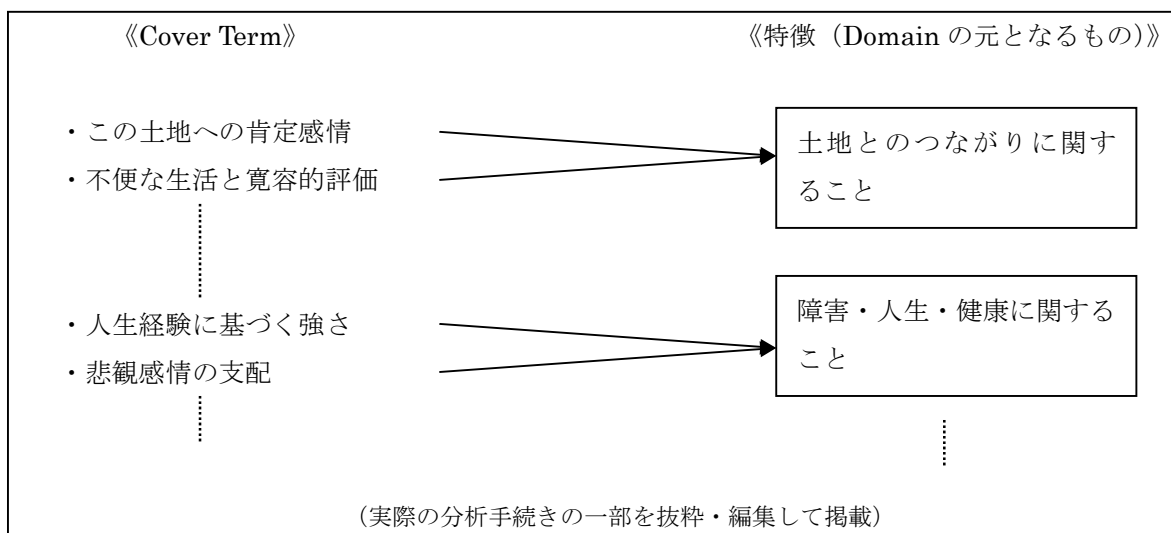 《Cover Term》
《特徴（Domain の元となるもの）》
・この土地への肯定感情
・不便な生活と寛容的評価
土地とのつながりに関す
ること
・人生経験に基づく強さ
・悲観感情の支配
障害・人生・健康に関する
こと
（実際の分析手続きの一部を抜粋・編集して掲載）